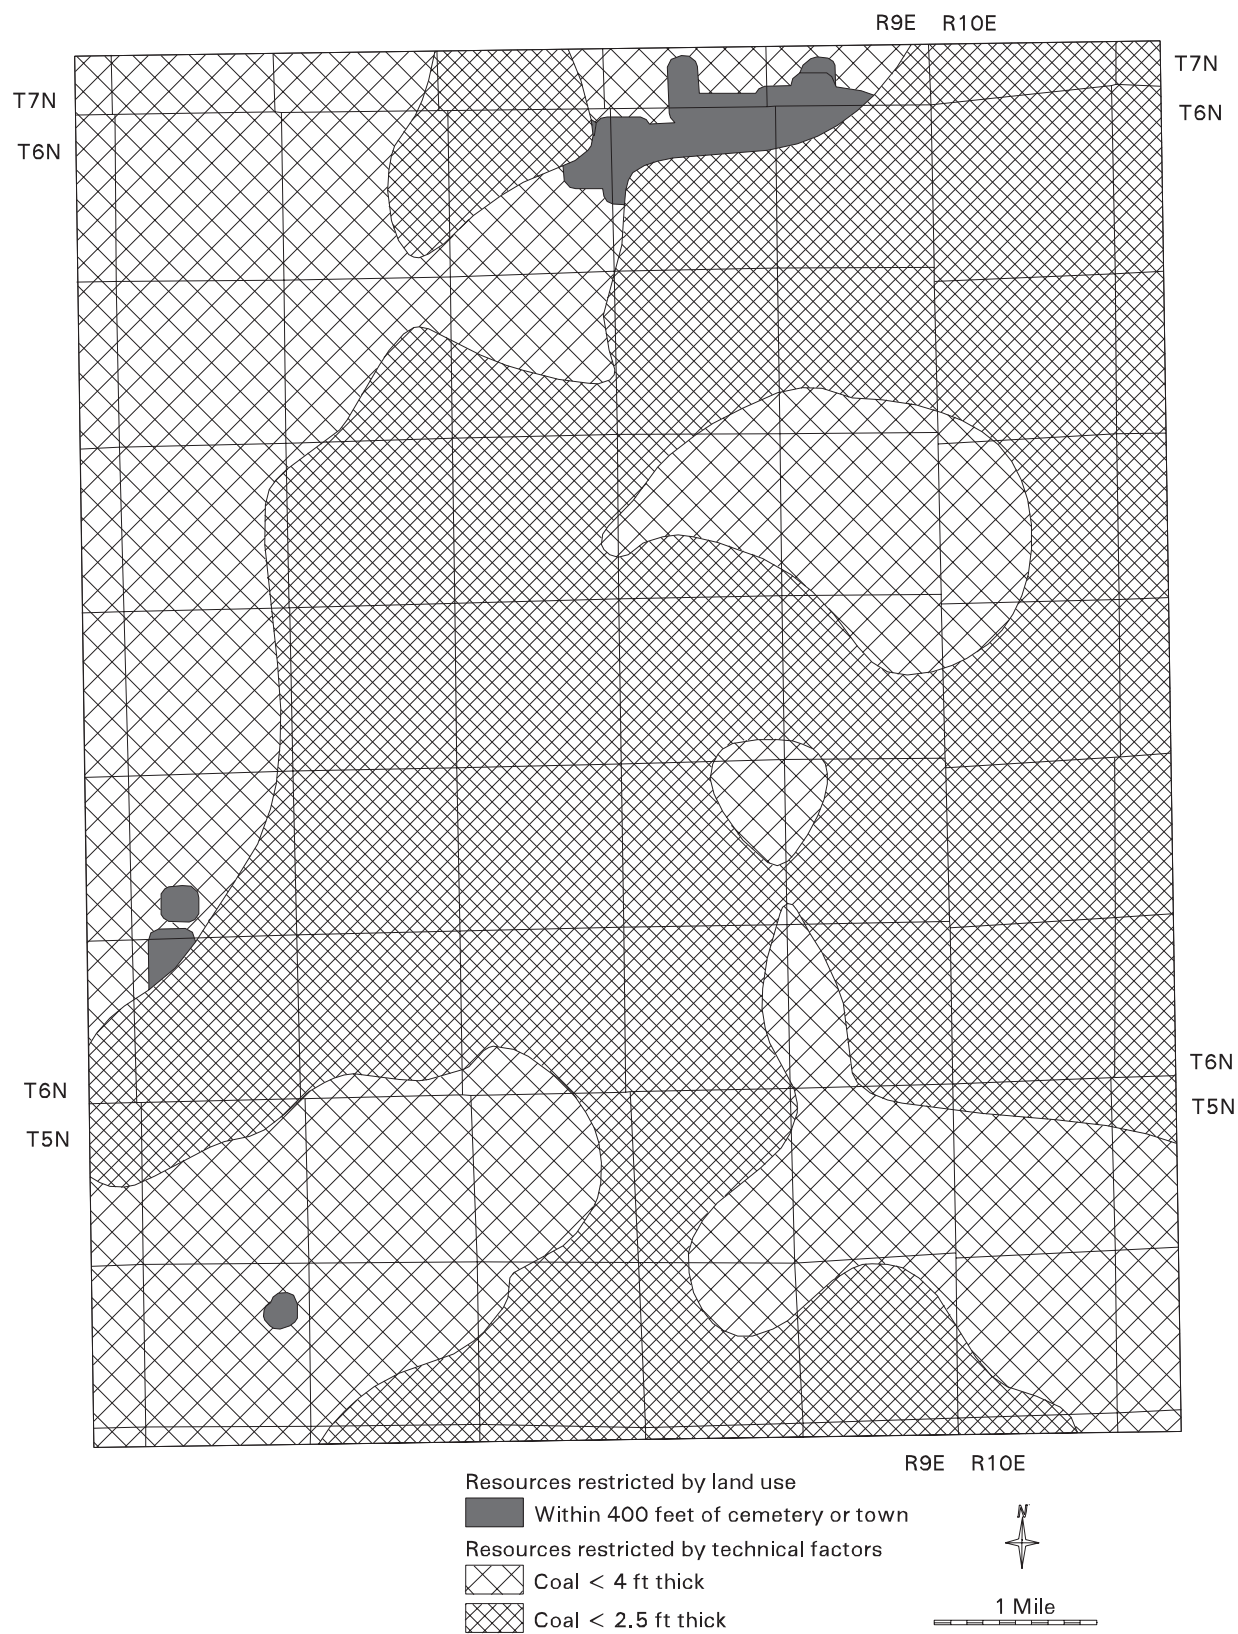 R9E R10E
T7N
T7N
T6N
T6N
T6N
T6N
T5N
T5N
R9E R10E
Resources restricted by land use
Within 400 feet of cemetery or town
N
Resources restricted by technical factors
Coal < 4 ft thick
1 Mile
Coal < 2.5 ft thick